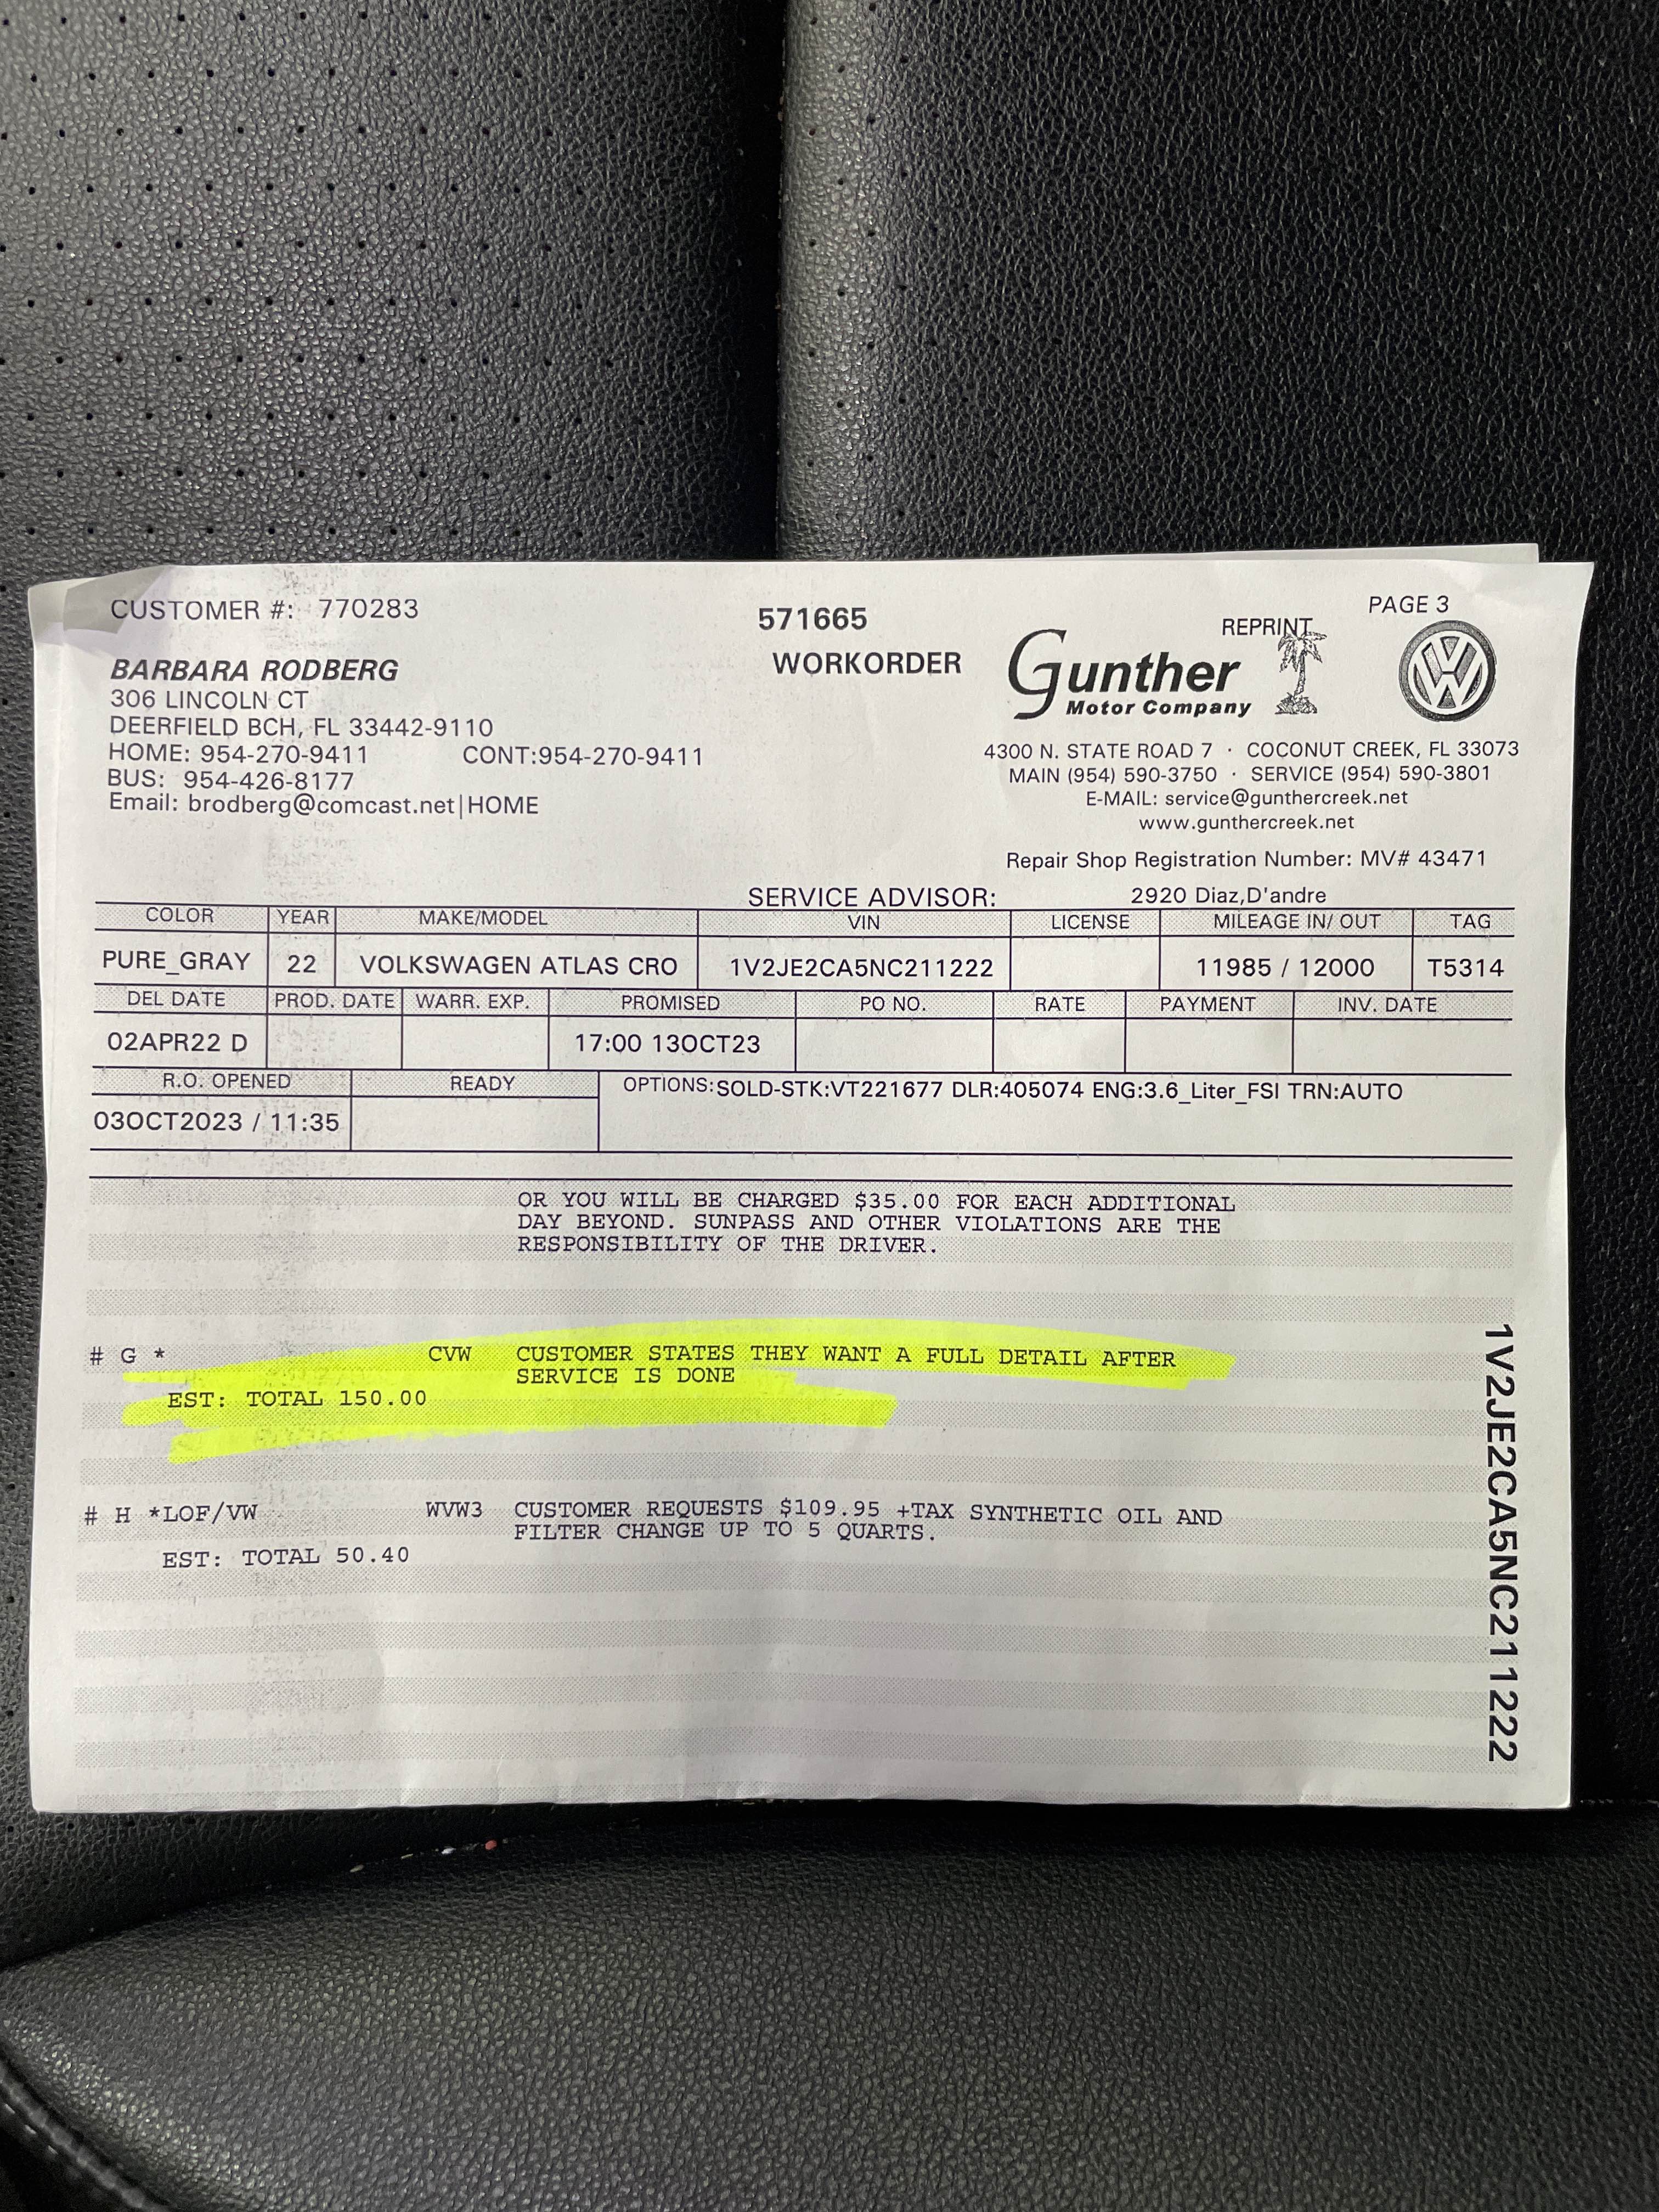 CUSTOMER #: 770283
571665
WORKORDER
PAGE 3
REPRINT
Gunther
Motor Company
BARBARA RODBERG
306 LINCOLN CT
DEERFIELD BCH, FL 33442-9110
HOME: 954-270-9411 CONT:954-270-9411
BUS: 954-426-8177
Email: brodberg@comcast.net|HOME
4300 N. STATE ROAD 7 · COCONUT CREEK, FL 33073
MAIN (954) 590-3750 · SERVICE (954) 590-3801
E-MAIL: service@gunthercreek.net
www.gunthercreek.net
Repair Shop Registration Number: MV# 43471
SERVICE ADVISOR: 2920 Diaz,D'andre
COLOR YEAR MAKE/MODEL VIN LICENSE MILEAGE IN/ OUT TAG
PURE_GRAY 22 VOLKSWAGEN ATLAS CRO 1V2JE2CA5NC211222 11985 / 12000 T5314
DEL DATE PROD. DATE WARR. EXP. PROMISED PO NO. RATE PAYMENT INV. DATE
02APR22 D 17:00 13OCT23
R.O. OPENED READY OPTIONS:SOLD-STK:VT221677 DLR:405074 ENG:3.6_Liter_FSI TRN:AUTO
03OCT2023 / 11:35
OR YOU WILL BE CHARGED $35.00 FOR EACH ADDITIONAL
DAY BEYOND. SUNPASS AND OTHER VIOLATIONS ARE THE
RESPONSIBILITY OF THE DRIVER.
# G * CVW CUSTOMER STATES THEY WANT A FULL DETAIL AFTER
SERVICE IS DONE
EST: TOTAL 150.00
# H *LOF/VW WVW3 CUSTOMER REQUESTS $109.95 +TAX SYNTHETIC OIL AND
FILTER CHANGE UP TO 5 QUARTS.
EST: TOTAL 50.40
1V2JE2CA5NC211222